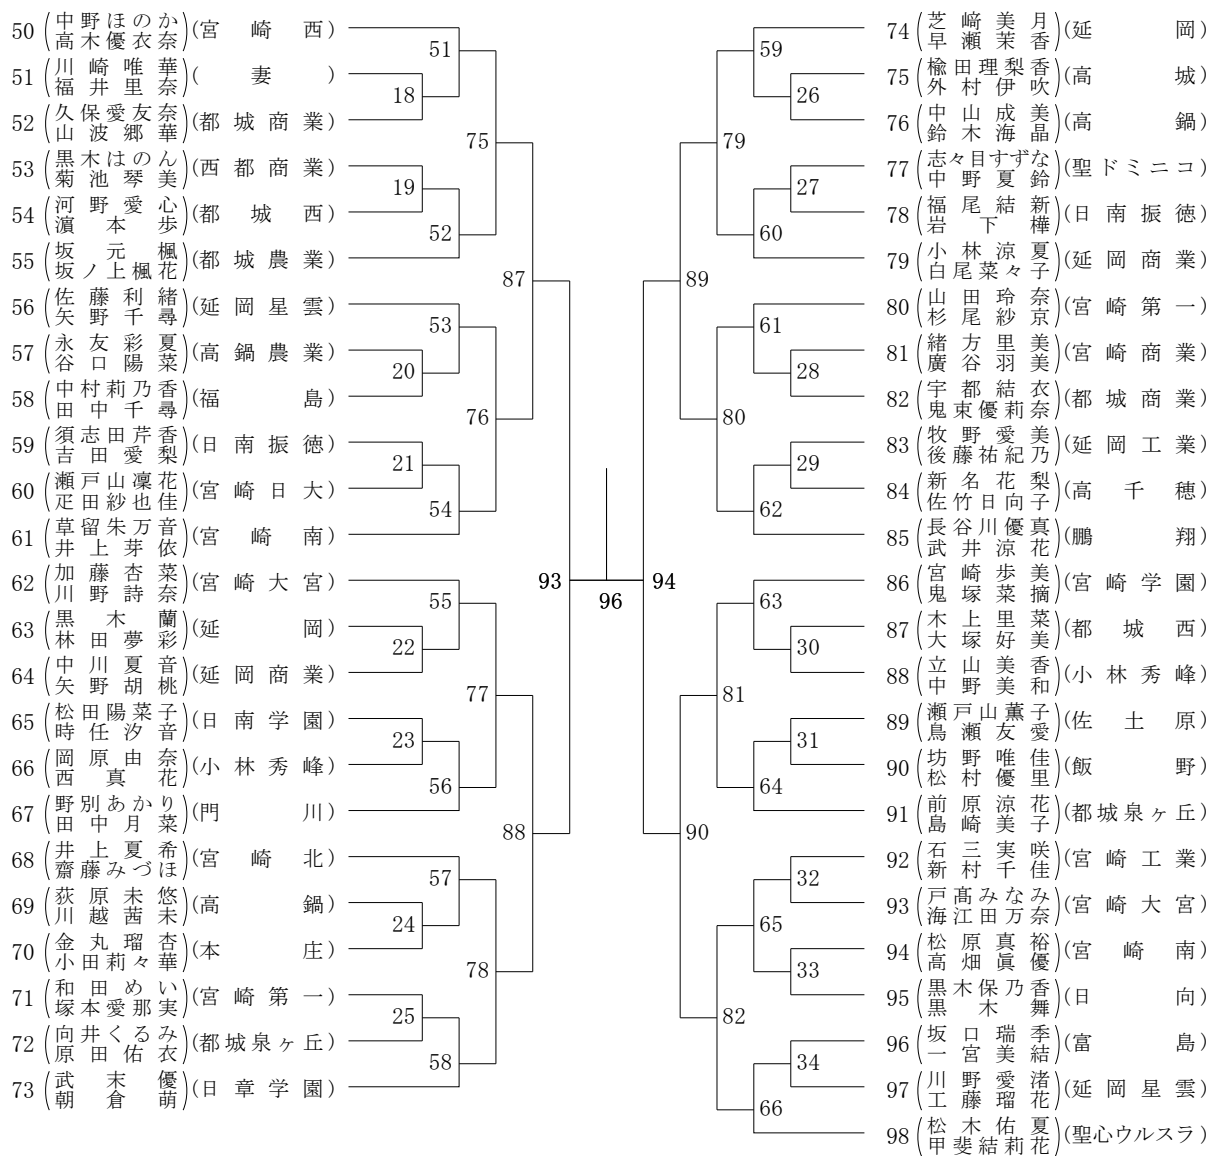 50 (中野ほのか 高木優衣奈) (宮崎西)
51 (川崎唯華 福井里奈) (妻)
52 (久保愛友奈 山波郷華) (都城商業)
53 (黒木はのん 菊池琴美) (西都商業)
54 (河野愛心 濵本歩) (都城西)
55 (坂元楓 坂ノ上楓花) (都城農業)
56 (佐藤利緒 矢野千尋) (延岡星雲)
57 (永友彩夏 谷口陽菜) (高鍋農業)
58 (中村莉乃香 田中千尋) (福島)
59 (須志田芹香 吉田愛梨) (日南振徳)
60 (瀬戸山凜花 疋田紗也佳) (宮崎日大)
61 (草留朱万音 井上芽依) (宮崎南)
62 (加藤杏菜 川野詩奈) (宮崎大宮)
63 (黒木蘭 林田夢彩) (延岡)
64 (中川夏音 矢野胡桃) (延岡商業)
65 (松田陽菜子 時任汐音) (日南学園)
66 (岡原由奈 西真花) (小林秀峰)
67 (野別あかり 田中月菜) (門川)
68 (井上夏希 齋藤みづほ) (宮崎北)
69 (荻原未悠 川越茜未) (高鍋)
70 (金丸瑠杏 小田莉々華) (本庄)
71 (和田めい 塚本愛那実) (宮崎第一)
72 (向井くるみ 原田佑衣) (都城泉ヶ丘)
73 (武末優 朝倉萌) (日章学園)
51
18
75
19
52
87
53
20
76
21
54
93
55
22
77
23
56
88
57
24
78
25
58
96
94
59
26
79
27
60
89
61
28
80
29
62
63
30
81
31
64
90
32
65
33
82
34
66
74 (芝﨑美月 早瀬茉香) (延岡)
75 (楡田理梨香 外村伊吹) (高城)
76 (中山成美 鈴木海晶) (高鍋)
77 (志々目すずな 中野夏鈴) (聖ドミニコ)
78 (福尾結新 岩下樺) (日南振徳)
79 (小林涼夏 白尾菜々子) (延岡商業)
80 (山田玲奈 杉尾紗京) (宮崎第一)
81 (緒方里美 廣谷羽美) (宮崎商業)
82 (宇都結衣 鬼束優莉奈) (都城商業)
83 (牧野愛美 後藤祐紀乃) (延岡工業)
84 (新名花梨 佐竹日向子) (高千穂)
85 (長谷川優真 武井涼花) (鵬翔)
86 (宮崎歩美 鬼塚菜摘) (宮崎学園)
87 (木上里菜 大塚好美) (都城西)
88 (立山美香 中野美和) (小林秀峰)
89 (瀬戸山薫子 鳥瀬友愛) (佐土原)
90 (坊野唯佳 松村優里) (飯野)
91 (前原涼花 島崎美子) (都城泉ヶ丘)
92 (石三実咲 新村千佳) (宮崎工業)
93 (戸髙みなみ 海江田万奈) (宮崎大宮)
94 (松原真裕 高畑眞優) (宮崎南)
95 (黒木保乃香 黒木舞) (日向)
96 (坂口瑞季 一宮美結) (富島)
97 (川野愛渚 工藤瑠花) (延岡星雲)
98 (松木佑夏 甲斐結莉花) (聖心ウルスラ)